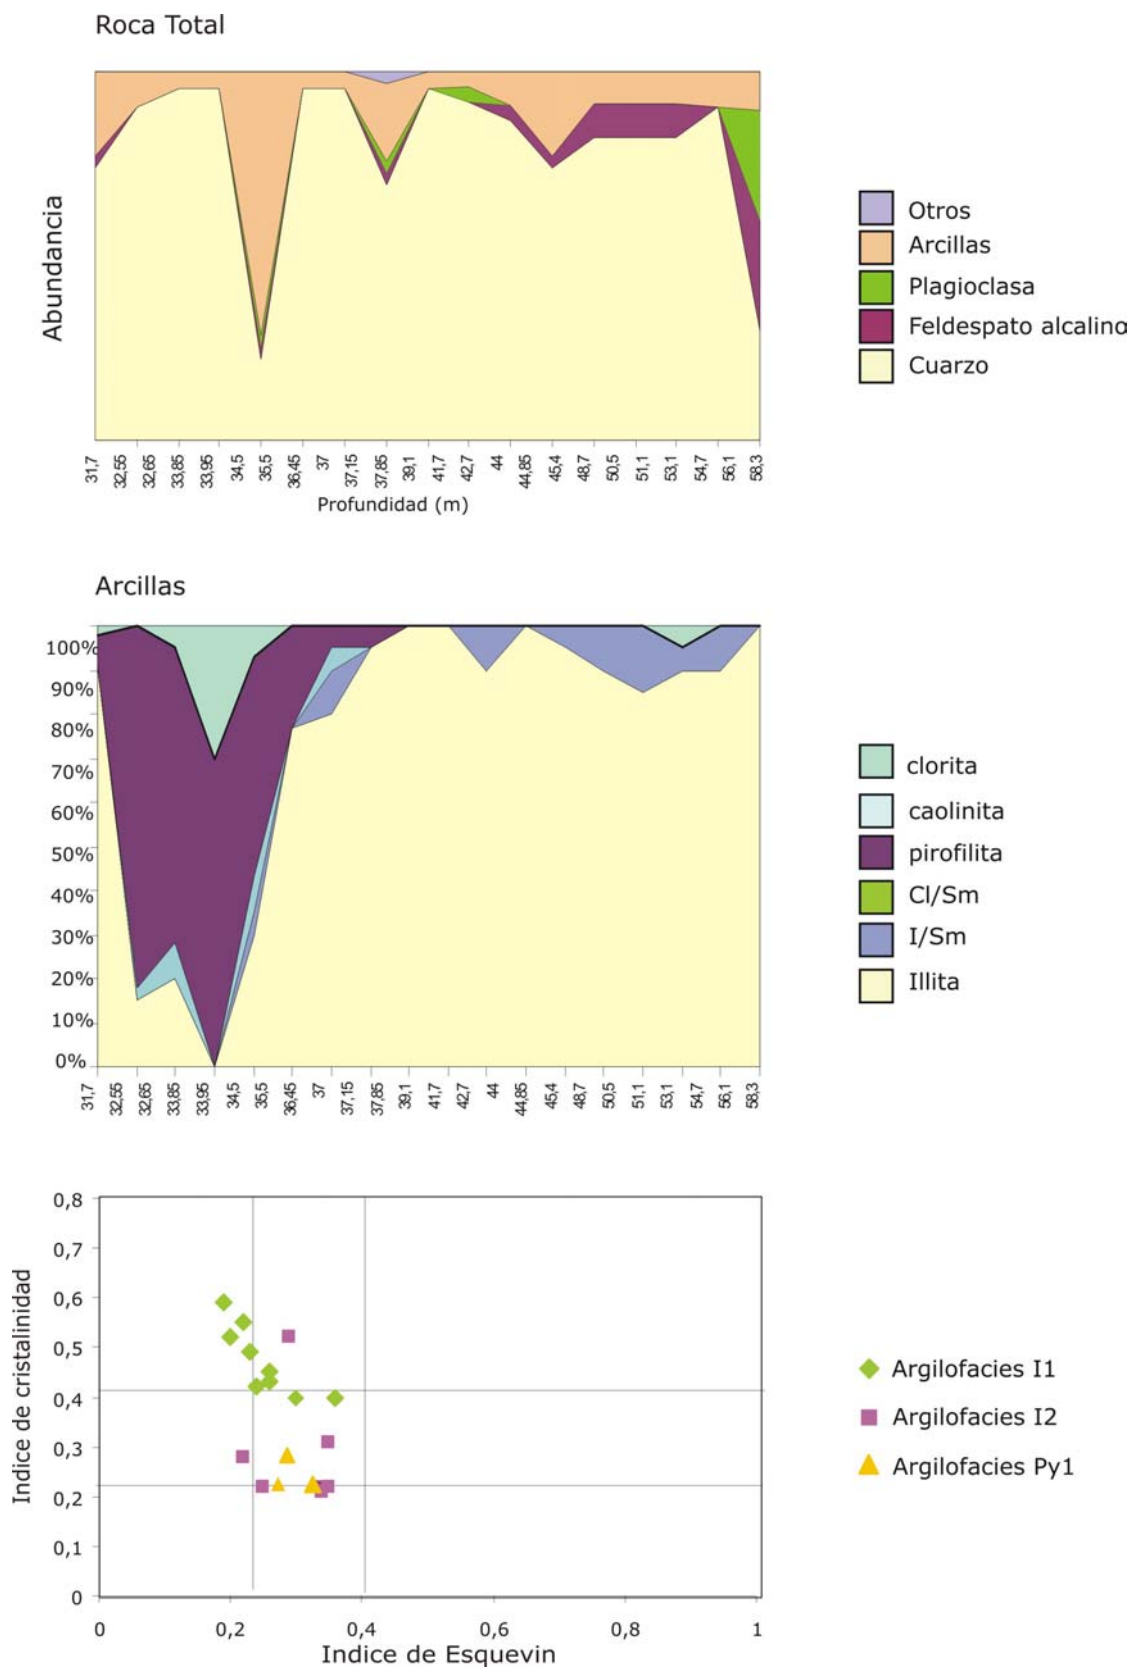 Roca Total
Abundancia
31,7 32,55 32,65 33,85 33,95 34,5 35,5 36,45 37 37,15 37,85 39,1 41,7 42,7 44 44,85 45,4 48,7 50,5 51,1 53,1 54,7 56,1 58,3
Profundidad (m)
Otros
Arcillas
Plagioclasa
Feldespato alcalino
Cuarzo
Arcillas
100%
90%
80%
70%
60%
50%
40%
30%
20%
10%
0%
31,7 32,55 32,65 33,85 33,95 34,5 35,5 36,45 37 37,15 37,85 39,1 41,7 42,7 44 44,85 45,4 48,7 50,5 51,1 53,1 54,7 56,1 58,3
clorita
caolinita
pirofilita
Cl/Sm
I/Sm
Illita
Indice de cristalinidad
0,8
0,7
0,6
0,5
0,4
0,3
0,2
0,1
0
0 0,2 0,4 0,6 0,8 1
Indice de Esquevin
Argilofacies I1
Argilofacies I2
Argilofacies Py1